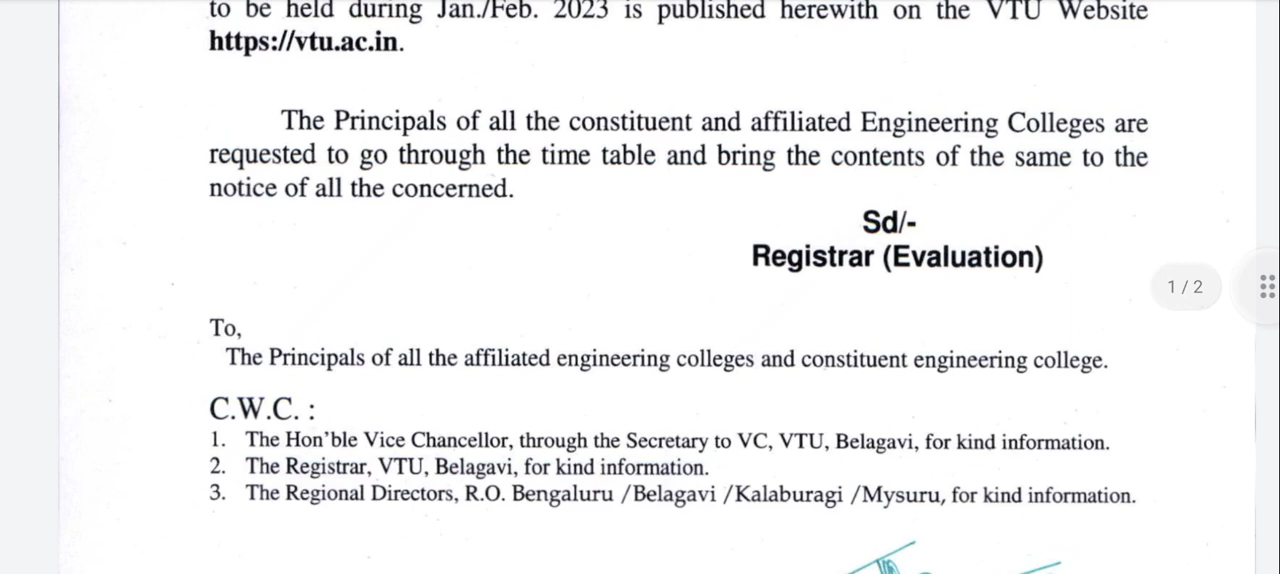 to be held during Jan./Feb. 2023 is published herewith on the VTU Website
https://vtu.ac.in.
The Principals of all the constituent and affiliated Engineering Colleges are
requested to go through the time table and bring the contents of the same to the
notice of all the concerned.
Sd/-
Registrar (Evaluation)
1 / 2
To,
The Principals of all the affiliated engineering colleges and constituent engineering college.
C.W.C. :
1. The Hon'ble Vice Chancellor, through the Secretary to VC, VTU, Belagavi, for kind information.
2. The Registrar, VTU, Belagavi, for kind information.
3. The Regional Directors, R.O. Bengaluru /Belagavi /Kalaburagi /Mysuru, for kind information.